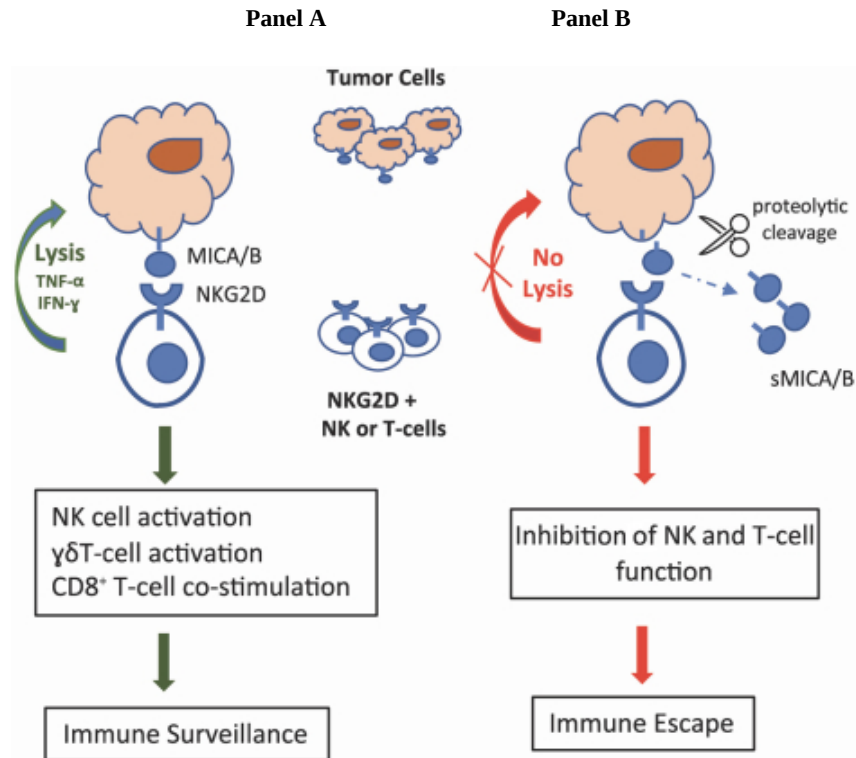 Panel A
Panel B
Tumor Cells
Lysis
TNF-α
IFN-ɣ
MICA/B
NKG2D
NKG2D +
NK or T-cells
No
Lysis
proteolytic
cleavage
sMICA/B
NK cell activation
ɣδT-cell activation
CD8⁺ T-cell co-stimulation
Inhibition of NK and T-cell
function
Immune Surveillance
Immune Escape